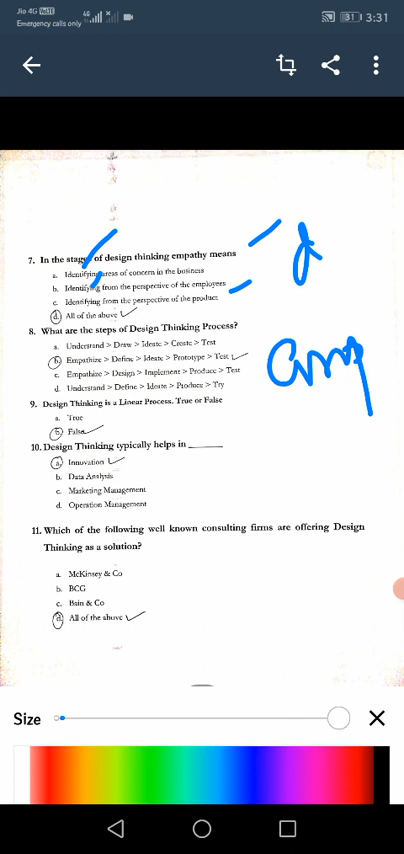 Jio 4G VoLTE
Emergency calls only
4G
31 3:31
7. In the stage of design thinking empathy means
a. Identifying areas of concern in the business
b. Identifying from the perspective of the employers
c. Identifying from the perspective of the product
d. All of the above
8. What are the steps of Design Thinking Process?
a. Understand > Draw > Ideate > Create > Test
b. Empathize > Define > Ideate > Prototype > Test
c. Empathize > Design > Implement > Produce > Test
d. Understand > Define > Ideate > Produce > Try
9. Design Thinking is a Linear Process. True or False
a. True
b. False
10. Design Thinking typically helps in
a. Innovation
b. Data Analysis
c. Marketing Management
d. Operation Management
11. Which of the following well known consulting firms are offering Design
Thinking as a solution?
a. McKinsey & Co
b. BCG
c. Bain & Co
d. All of the above
Size